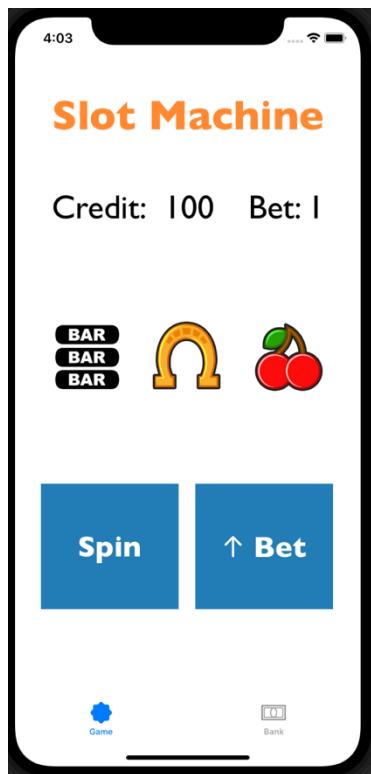 4:03
Slot Machine
Credit: 100 Bet: 1
BAR
BAR
BAR
Spin ↑ Bet
Game Bank